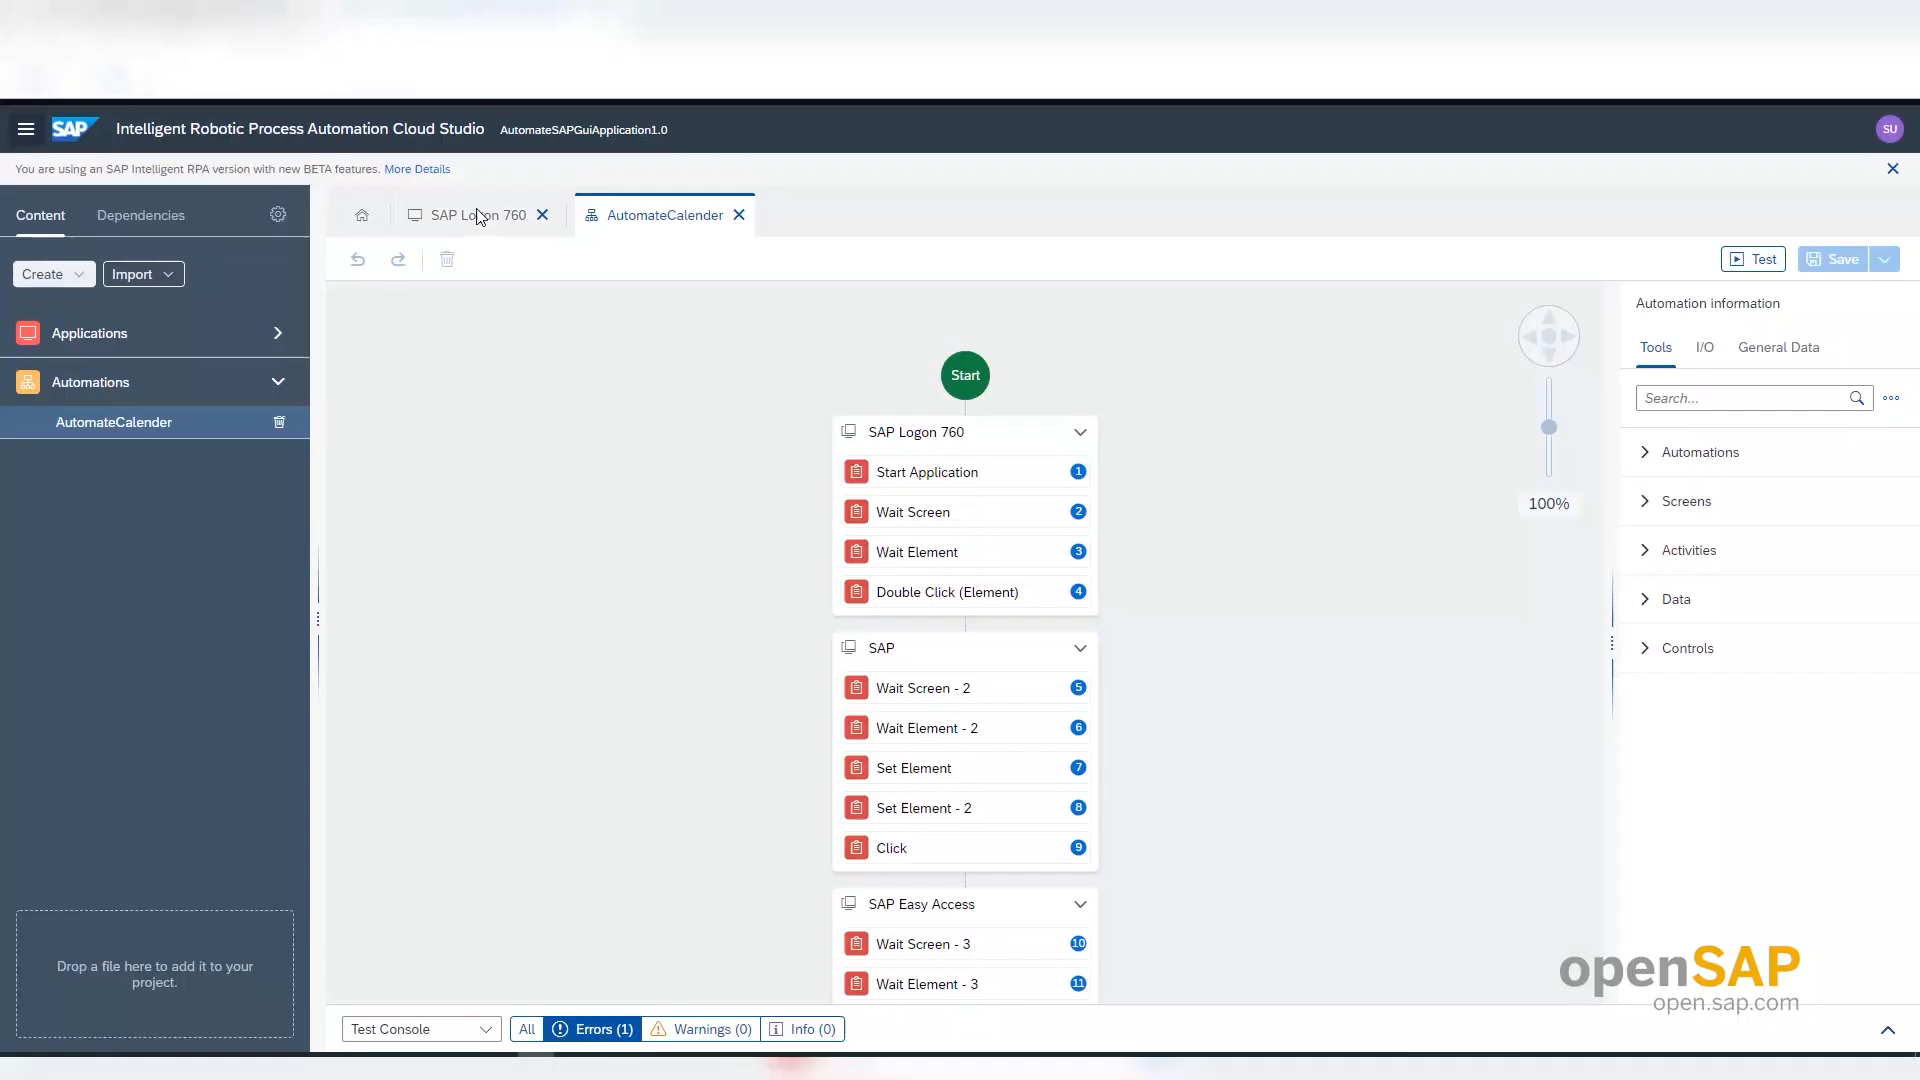 SAP Intelligent Robotic Process Automation Cloud Studio AutomateSAPGuiApplication1.0 SU
You are using an SAP Intelligent RPA version with new BETA features. More Details
Content Dependencies
Create Import
Applications
Automations
AutomateCalender
Drop a file here to add it to your
project.
SAP Logon 760 AutomateCalender
Test Save
Start
SAP Logon 760
Start Application 1
Wait Screen 2
Wait Element 3
Double Click (Element) 4
SAP
Wait Screen - 2 5
Wait Element - 2 6
Set Element 7
Set Element - 2 8
Click 9
SAP Easy Access
Wait Screen - 3 10
Wait Element - 3 11
100%
Automation information
Tools I/O General Data
Search...
Automations
Screens
Activities
Data
Controls
openSAP
open.sap.com
Test Console All Errors (1) Warnings (0) Info (0)